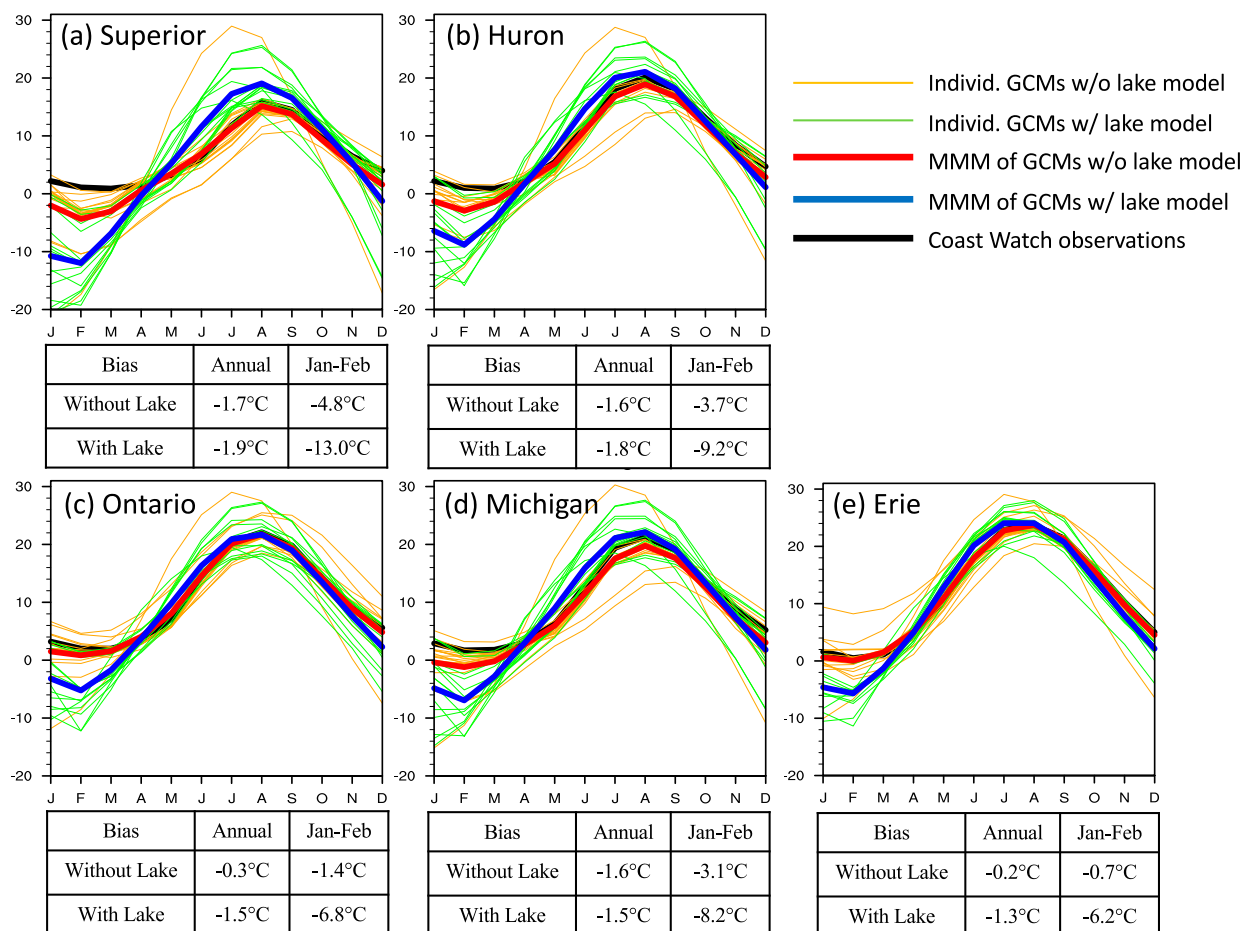 (a) Superior
30
20
10
0
-10
-20
J F M A M J J A S O N D
Bias Annual Jan-Feb
Without Lake -1.7°C -4.8°C
With Lake -1.9°C -13.0°C
(b) Huron
30
20
10
0
-10
-20
J F M A M J J A S O N D
Bias Annual Jan-Feb
Without Lake -1.6°C -3.7°C
With Lake -1.8°C -9.2°C
Individ. GCMs w/o lake model
Individ. GCMs w/ lake model
MMM of GCMs w/o lake model
MMM of GCMs w/ lake model
Coast Watch observations
(c) Ontario
30
20
10
0
-10
-20
J F M A M J J A S O N D
Bias Annual Jan-Feb
Without Lake -0.3°C -1.4°C
With Lake -1.5°C -6.8°C
(d) Michigan
30
20
10
0
-10
-20
J F M A M J J A S O N D
Bias Annual Jan-Feb
Without Lake -1.6°C -3.1°C
With Lake -1.5°C -8.2°C
(e) Erie
30
20
10
0
-10
-20
J F M A M J J A S O N D
Bias Annual Jan-Feb
Without Lake -0.2°C -0.7°C
With Lake -1.3°C -6.2°C